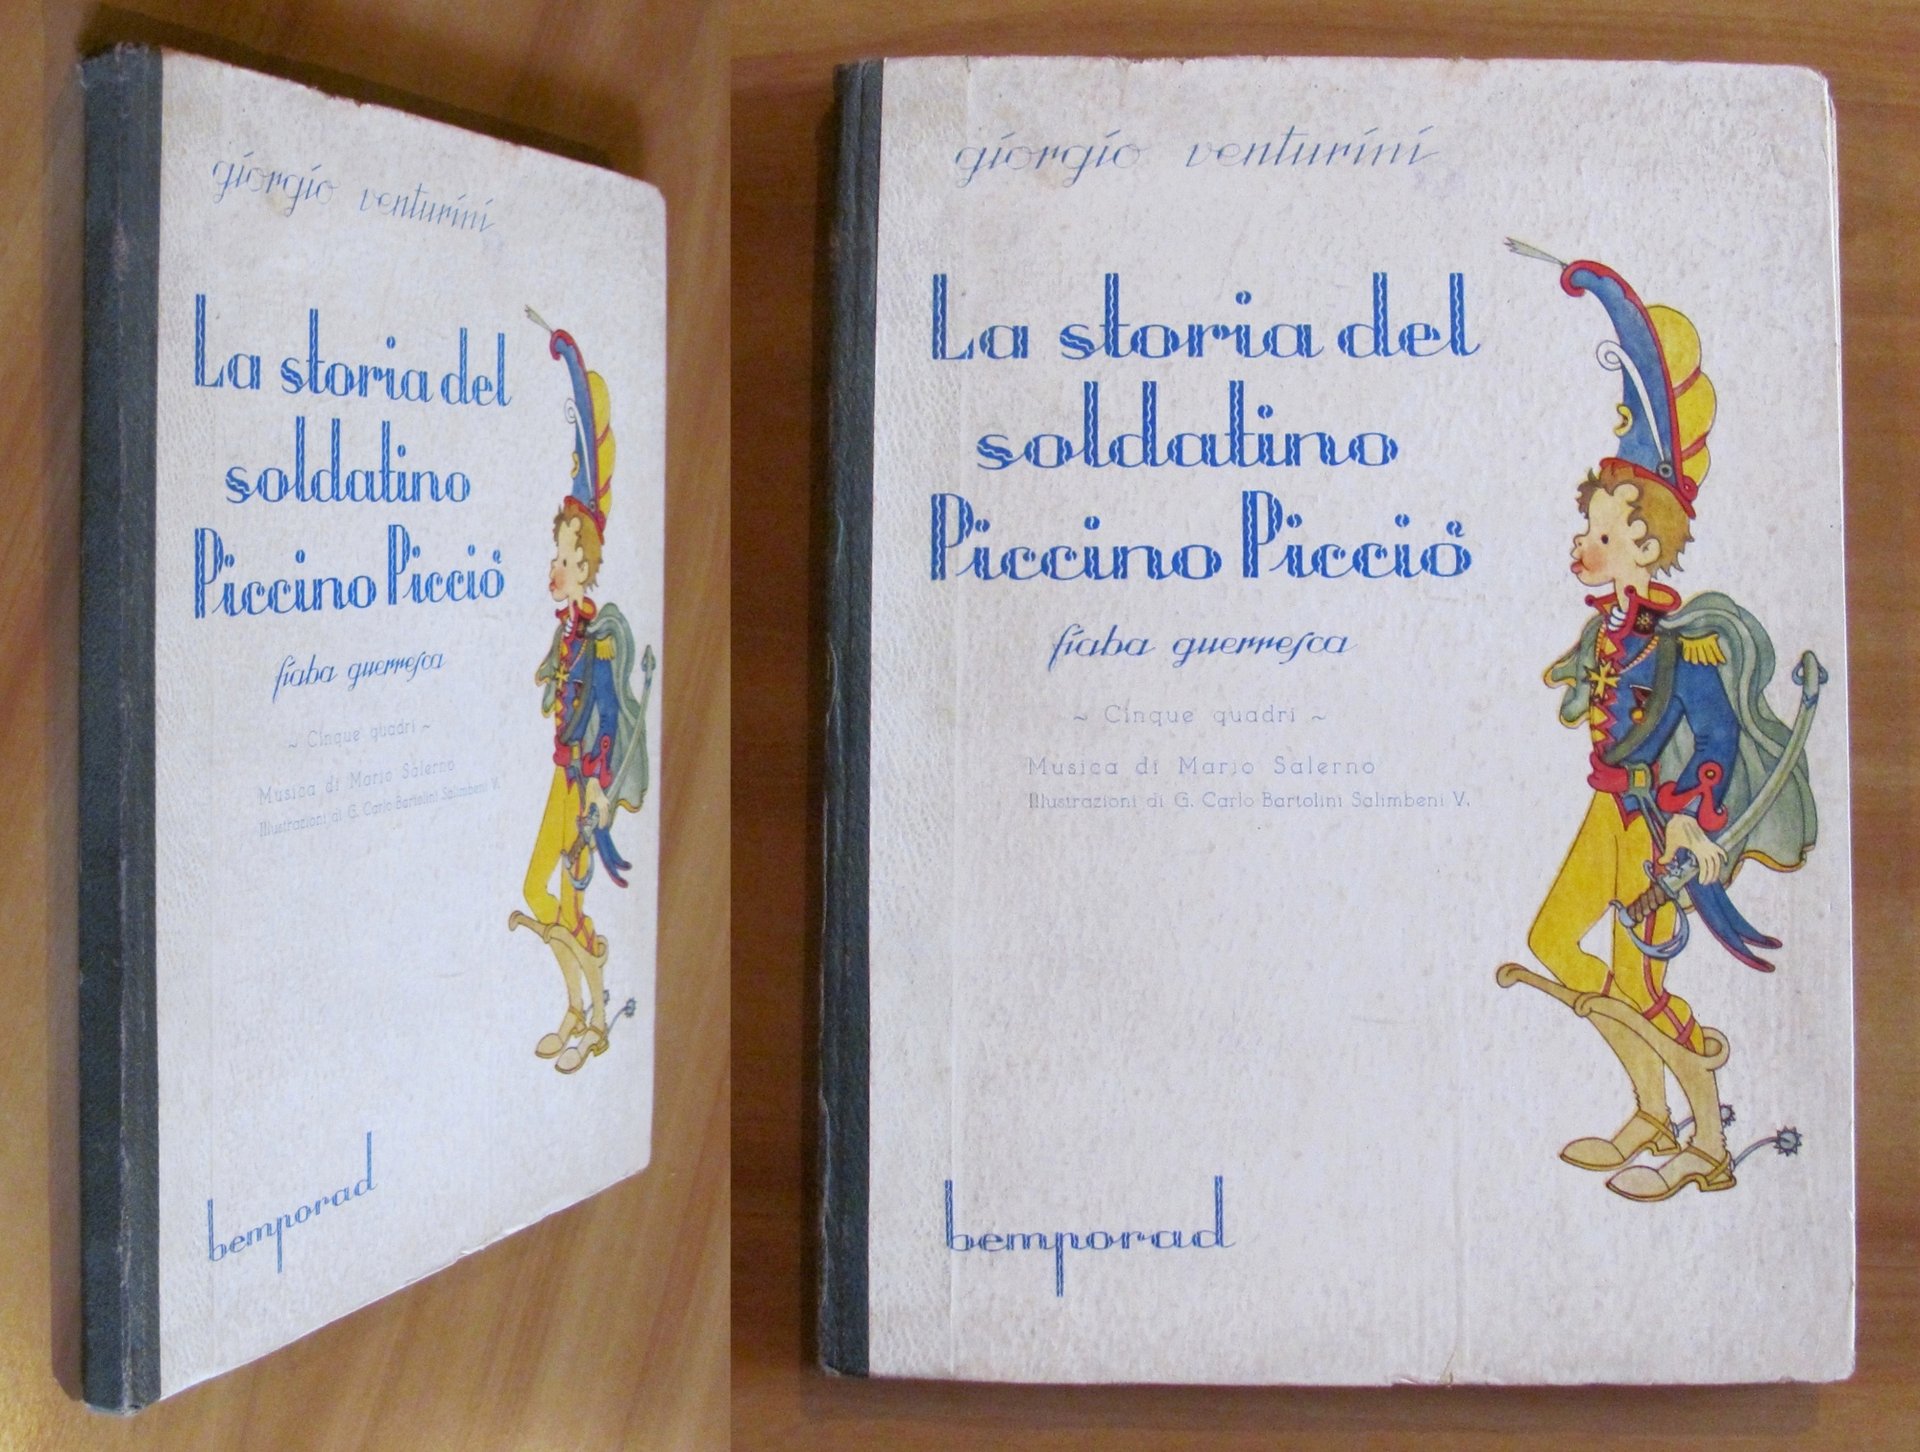 giorgio venturini
La storia del
soldatino
Piccino Picciò
fiaba guerresca
~ Cinque quadri ~
Musica di Mario Salerno
Illustrazioni di G. Carlo Bartolini Salimbeni V.
bemporad
giorgio venturini
La storia del
soldatino
Piccino Picciò
fiaba guerresca
~ Cinque quadri ~
Musica di Mario Salerno
Illustrazioni di G. Carlo Bartolini Salimbeni V.
bemporad